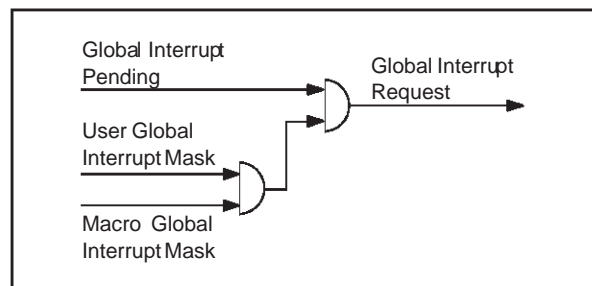 Global Interrupt
Pending
Global Interrupt
Request
User Global
Interrupt Mask
Macro Global
Interrupt Mask